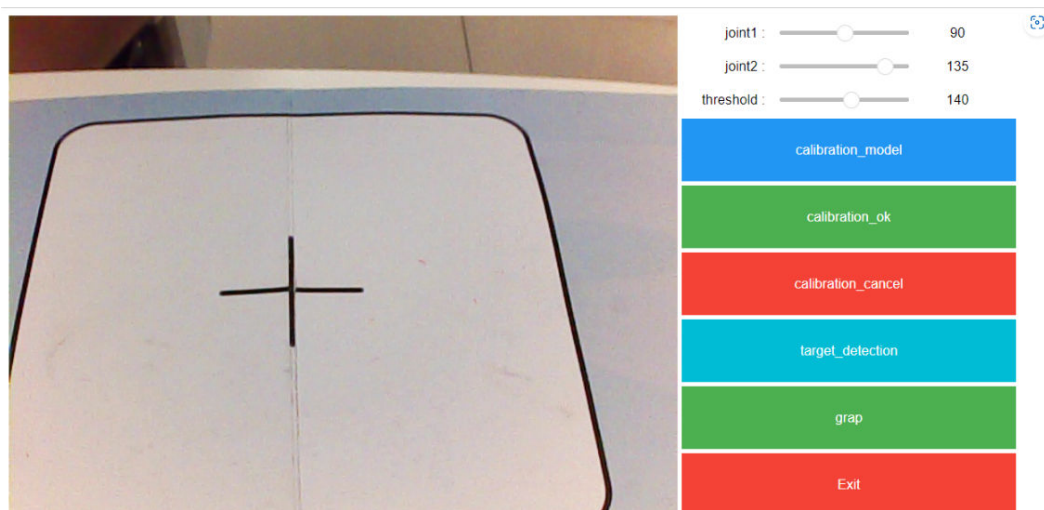 joint1 : 90
joint2 : 135
threshold : 140
calibration_model
calibration_ok
calibration_cancel
target_detection
grap
Exit